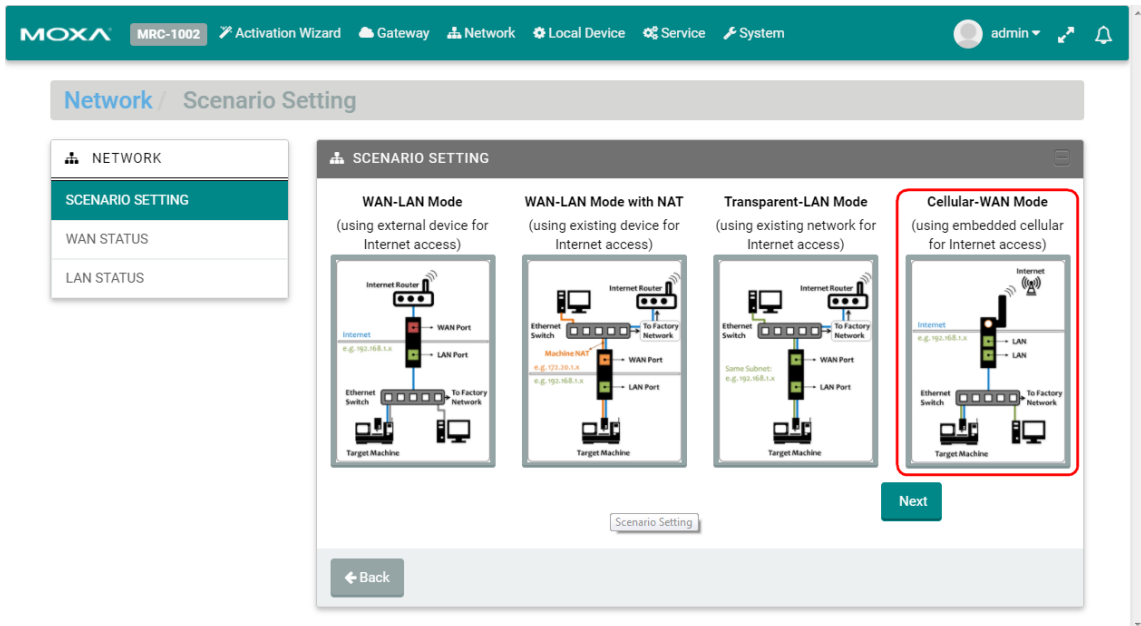 MOXA MRC-1002 Activation Wizard Gateway Network Local Device Service System admin
Network / Scenario Setting
NETWORK
SCENARIO SETTING
WAN STATUS
LAN STATUS
SCENARIO SETTING
WAN-LAN Mode
(using external device for
Internet access)
Internet Router
WAN Port
Internet
e.g. 192.168.1.x
LAN Port
Ethernet
Switch
To Factory
Network
Target Machine
WAN-LAN Mode with NAT
(using existing device for
Internet access)
Internet Router
Ethernet
Switch
To Factory
Network
Machine NAT
WAN Port
e.g. 172.20.1.x
e.g. 192.168.1.x
LAN Port
Target Machine
Transparent-LAN Mode
(using existing network for
Internet access)
Internet Router
Ethernet
Switch
To Factory
Network
WAN Port
Same Subnet:
e.g. 192.168.1.x
LAN Port
Target Machine
Cellular-WAN Mode
(using embedded cellular
for Internet access)
Internet
Internet
e.g. 192.168.1.x
LAN
LAN
Ethernet
Switch
To Factory
Network
Target Machine
Next
Scenario Setting
Back